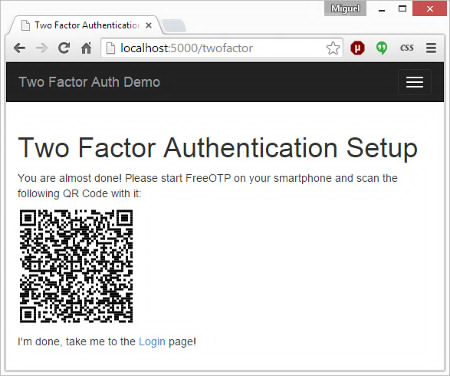 Miguel
Two Factor Authentication
localhost:5000/twofactor
CSS
Two Factor Auth Demo
Two Factor Authentication Setup
You are almost done! Please start FreeOTP on your smartphone and scan the
following QR Code with it:
I'm done, take me to the Login page!